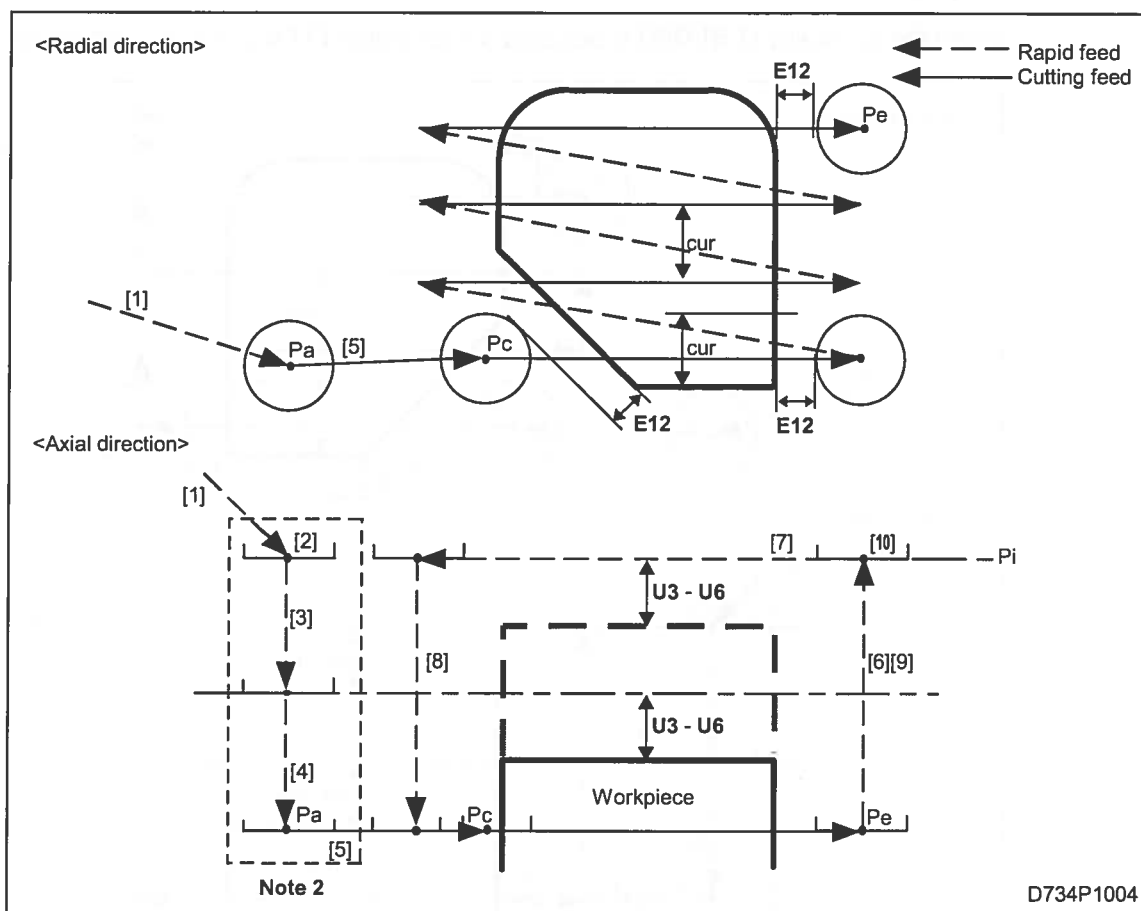 <Radial direction>
Rapid feed
Cutting feed
E12
Pe
cur
[1]
Pa
[5]
Pc
cur
E12
E12
<Axial direction>
[1]
[2]
[7]
[10]
Pi
U3 - U6
[3]
[8]
[6][9]
U3 - U6
[4]
Workpiece
Pa
Pc
Pe
[5]
Note 2
D734P1004